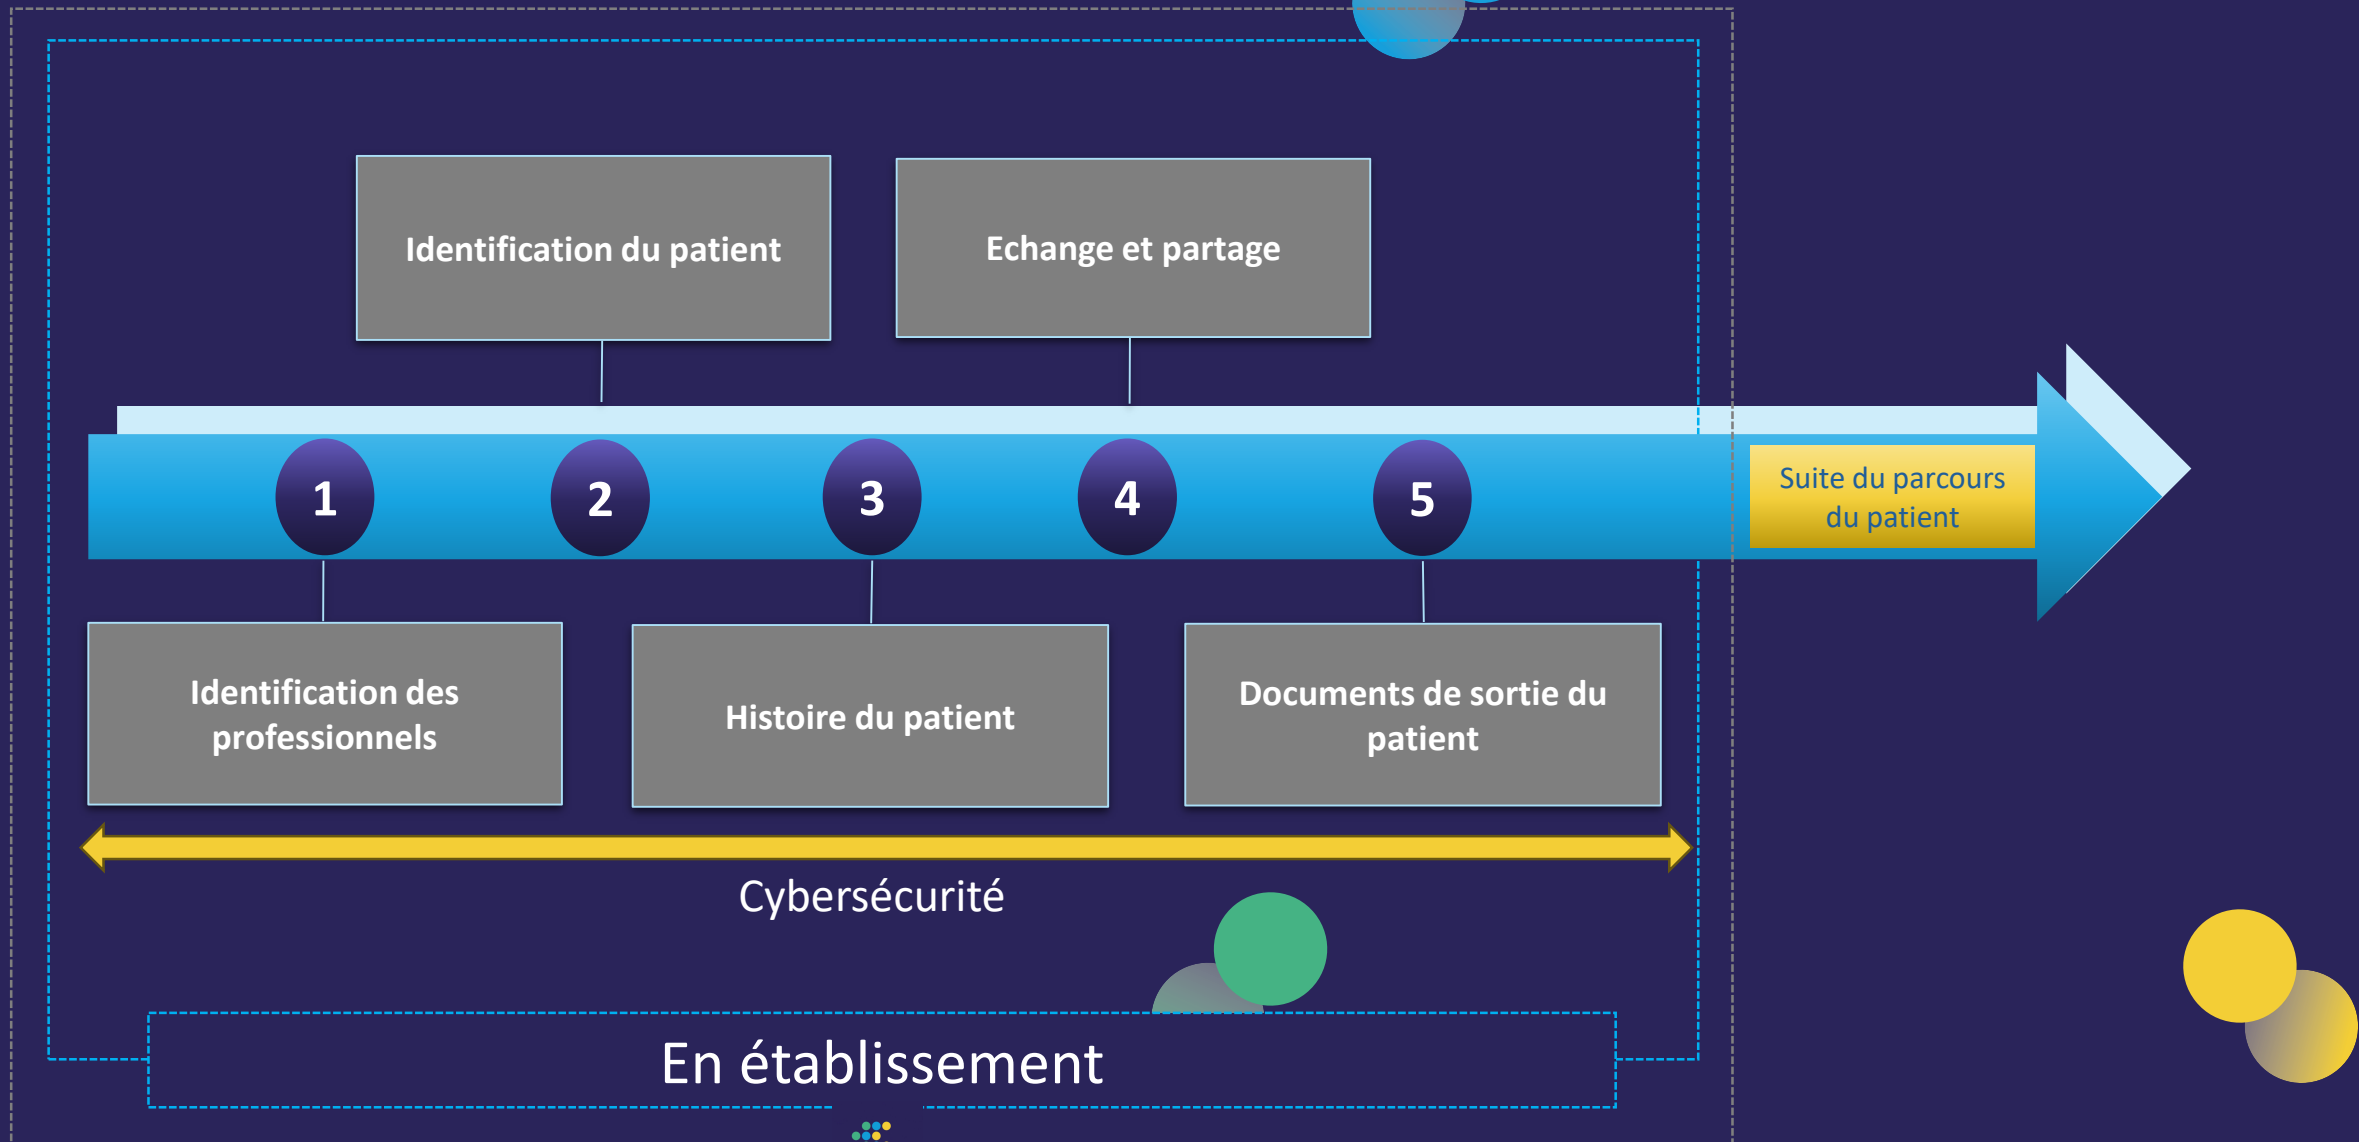 Identification du patient
Echange et partage
1
2
3
4
5
Suite du parcours
du patient
Identification des
professionnels
Histoire du patient
Documents de sortie du
patient
Cybersécurité
En établissement